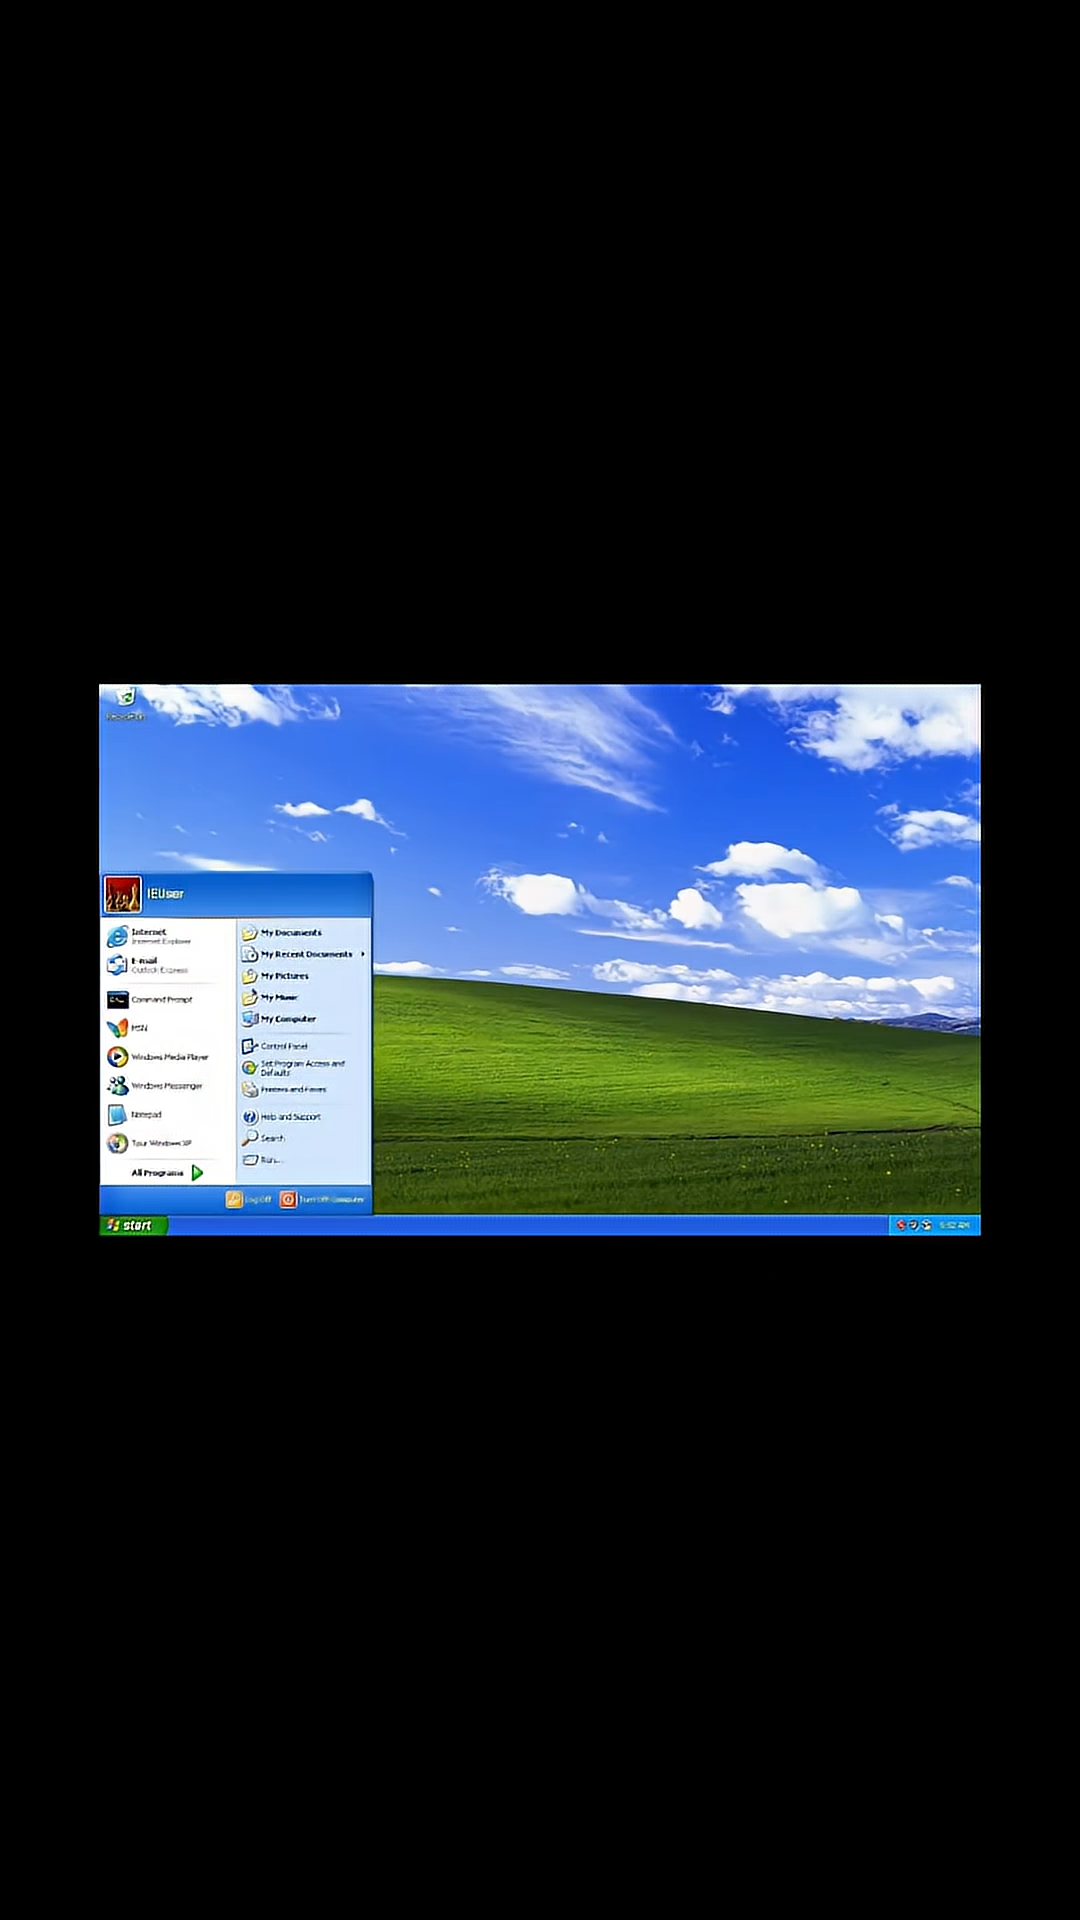 Recycle Bin
IEUser
Internet
Internet Explorer
E-mail
Outlook Express
Command Prompt
MSN
Windows Media Player
Windows Messenger
Notepad
Tour Windows XP
All Programs
My Documents
My Recent Documents
My Pictures
My Music
My Computer
Control Panel
Set Program Access and
Defaults
Printers and Faxes
Help and Support
Search
Run...
Log Off
Turn Off Computer
start